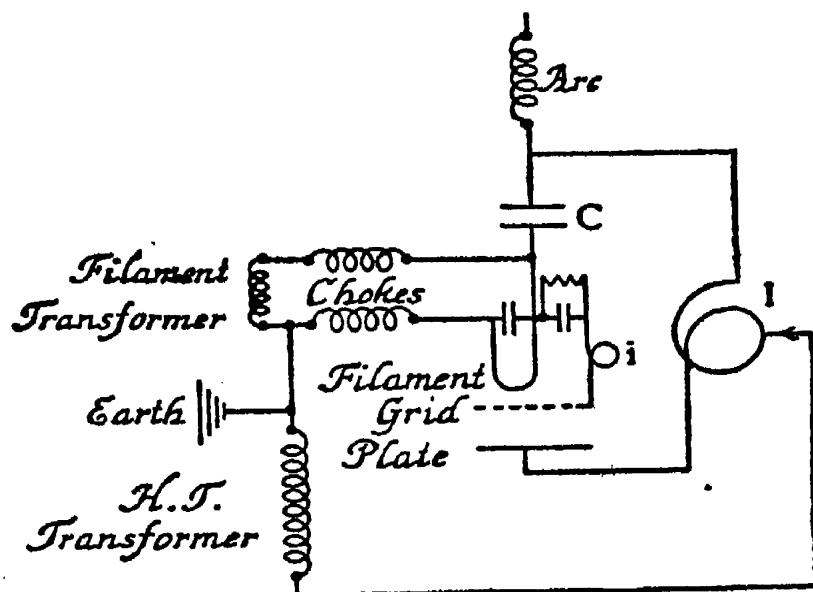 Arc
C
Filament
Transformer
Chokes
I
i
Filament
Grid
Plate
Earth
H.T.
Transformer